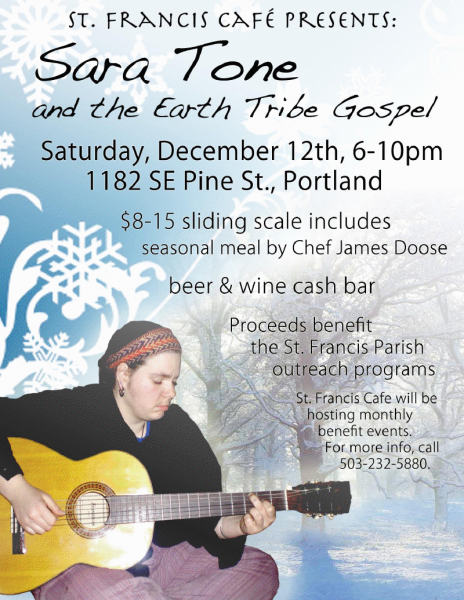 ST. FRANCIS CAFÉ PRESENTS:
Sara Tone
and the Earth Tribe Gospel
Saturday, December 12th, 6-10pm
1182 SE Pine St., Portland
$8-15 sliding scale includes
seasonal meal by Chef James Doose
beer & wine cash bar
Proceeds benefit
the St. Francis Parish
outreach programs
St. Francis Cafe will be
hosting monthly
benefit events.
For more info, call
503-232-5880.